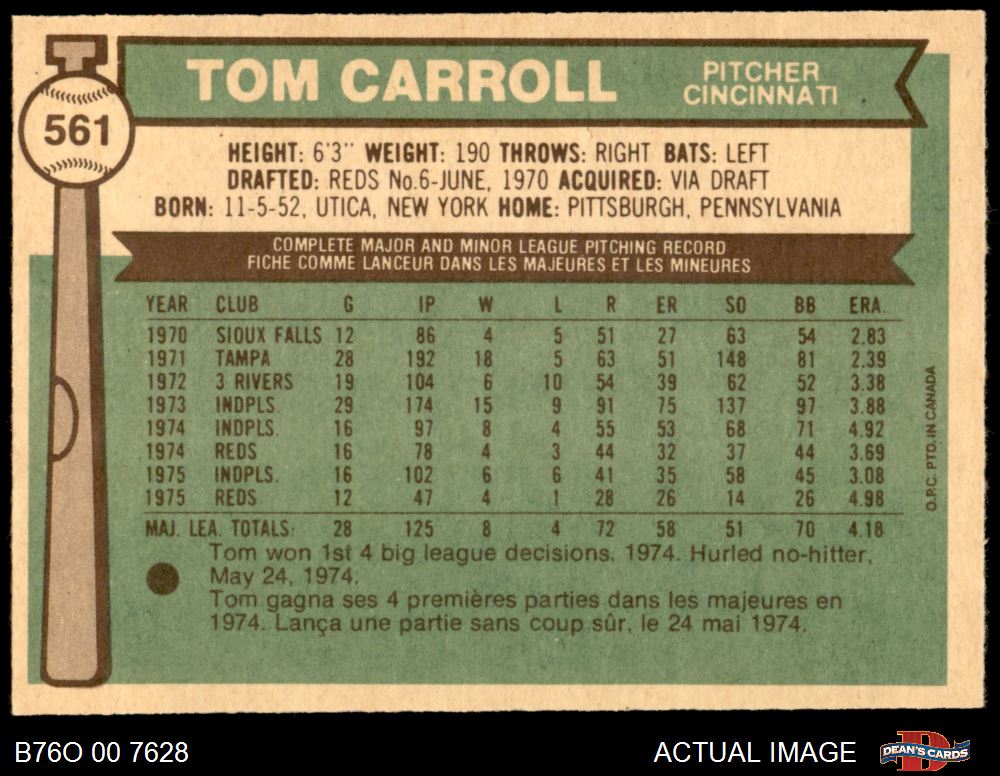 561
TOM CARROLL
PITCHER
CINCINNATI
HEIGHT: 6'3" WEIGHT: 190 THROWS: RIGHT BATS: LEFT
DRAFTED: REDS No.6-JUNE, 1970 ACQUIRED: VIA DRAFT
BORN: 11-5-52, UTICA, NEW YORK HOME: PITTSBURGH, PENNSYLVANIA
COMPLETE MAJOR AND MINOR LEAGUE PITCHING RECORD
FICHE COMME LANCEUR DANS LES MAJEURES ET LES MINEURES
YEAR CLUB G IP W L R ER SO BB ERA.
1970 SIOUX FALLS 12 86 4 5 51 27 63 54 2.83
1971 TAMPA 28 192 18 5 63 51 148 81 2.39
1972 3 RIVERS 19 104 6 10 54 39 62 52 3.38
1973 INDPLS. 29 174 15 9 91 75 137 97 3.88
1974 INDPLS. 16 97 8 4 55 53 68 71 4.92
1974 REDS 16 78 4 3 44 32 37 44 3.69
1975 INDPLS. 16 102 6 6 41 35 58 45 3.08
1975 REDS 12 47 4 1 28 26 14 26 4.98
MAJ. LEA. TOTALS: 28 125 8 4 72 58 51 70 4.18
Tom won 1st 4 big league decisions, 1974. Hurled no-hitter,
May 24, 1974.
Tom gagna ses 4 premières parties dans les majeures en
1974. Lança une partie sans coup sûr, le 24 mai 1974.
O.P.C. PTD. IN CANADA
B76O 00 7628
ACTUAL IMAGE
DEAN'S CARDS